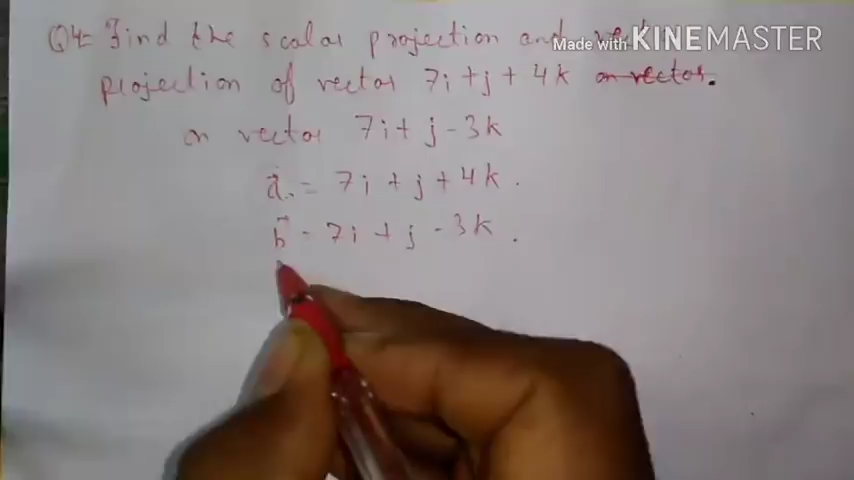 Q4= Find the scalar projection and vect
Made with KINEMASTER
projection of vector 7i + j + 4k on vector.
on vector 7i + j - 3k
a = 7i + j + 4k .
b - 7i + j - 3k .